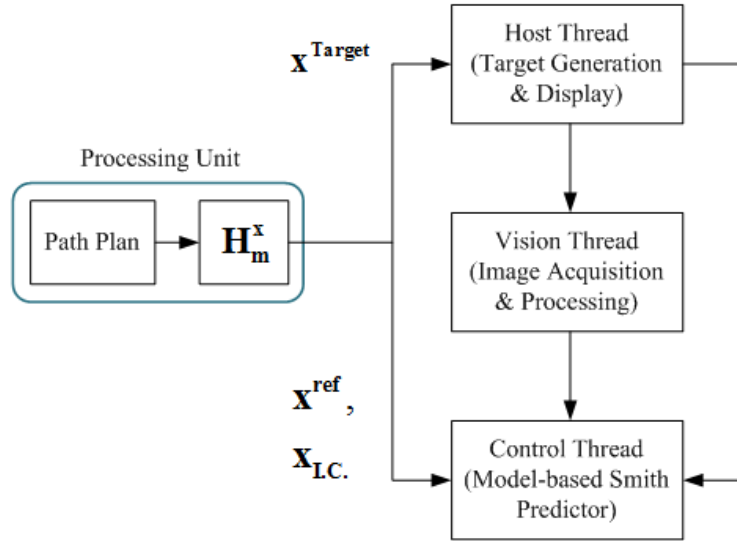 Host Thread
(Target Generation
& Display)
x^Target
Processing Unit
Path Plan
H_m^x
Vision Thread
(Image Acquisition
& Processing)
x^ref ,
x_I.C.
Control Thread
(Model-based Smith
Predictor)